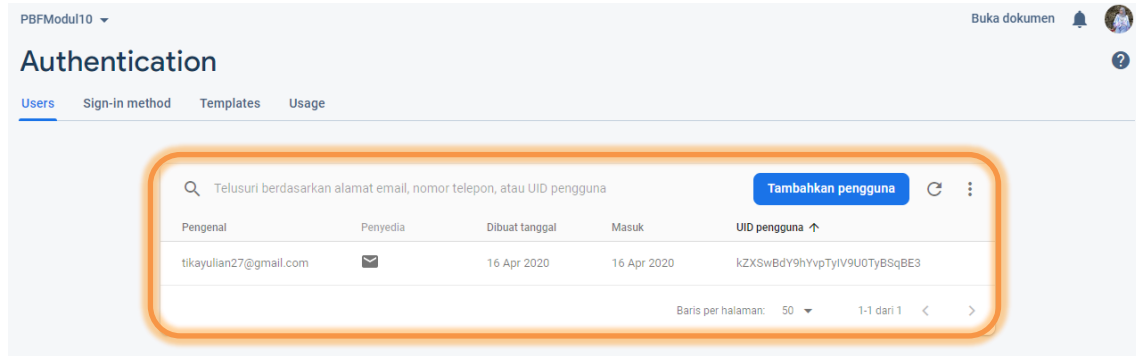 PBFModul10 Buka dokumen
Authentication
Users Sign-in method Templates Usage
Telusuri berdasarkan alamat email, nomor telepon, atau UID pengguna Tambahkan pengguna
Pengenal Penyedia Dibuat tanggal Masuk UID pengguna
tikayulian27@gmail.com 16 Apr 2020 16 Apr 2020 kZXSwBdY9hYvpTyIV9U0TyBSqBE3
Baris per halaman: 50 1-1 dari 1